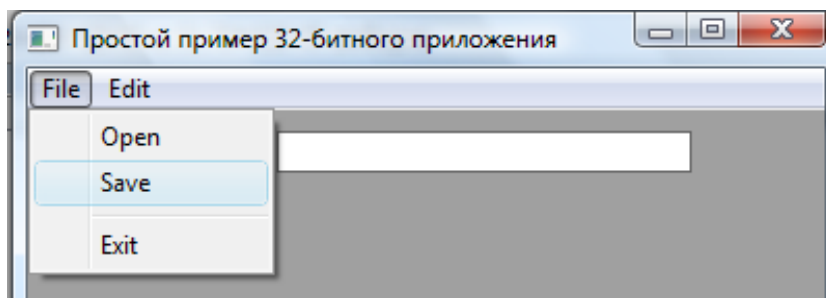 Простой пример 32-битного приложения
File Edit
Open
Save
Exit